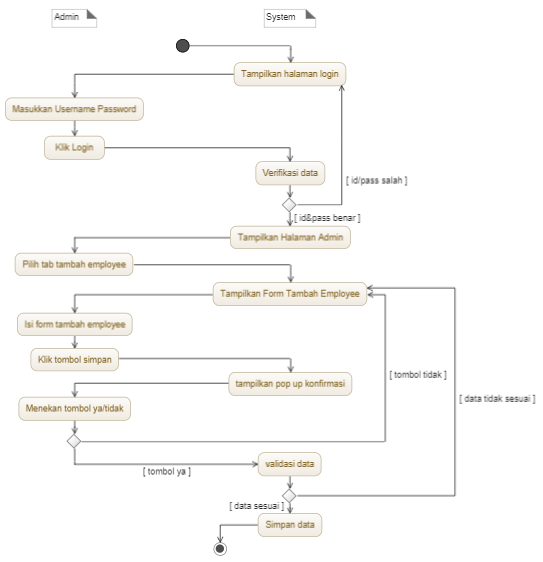 Admin
System
Tampilkan halaman login
Masukkan Username Password
Klik Login
Verifikasi data
[ id/pass salah ]
[ id&pass benar ]
Tampilkan Halaman Admin
Pilih tab tambah employee
Tampilkan Form Tambah Employee
Isi form tambah employee
Klik tombol simpan
[ tombol tidak ]
tampilkan pop up konfirmasi
[ data tidak sesuai ]
Menekan tombol ya/tidak
validasi data
[ tombol ya ]
[ data sesuai ]
Simpan data